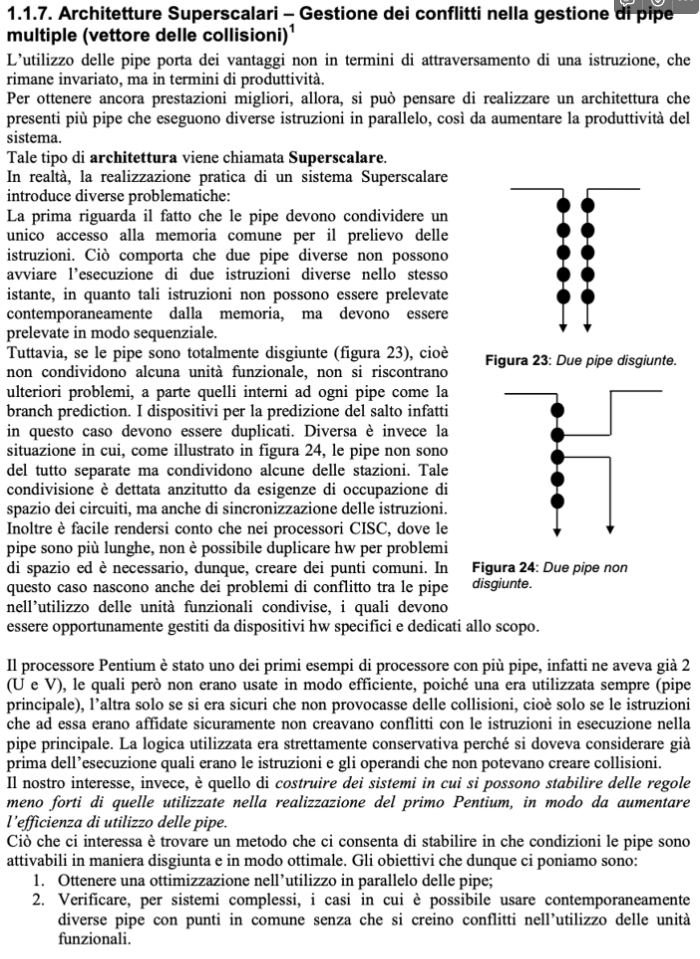 1.1.7. Architetture Superscalari – Gestione dei conflitti nella gestione di pipe
multiple (vettore delle collisioni)¹
L’utilizzo delle pipe porta dei vantaggi non in termini di attraversamento di una istruzione, che
rimane invariato, ma in termini di produttività.
Per ottenere ancora prestazioni migliori, allora, si può pensare di realizzare un architettura che
presenti più pipe che eseguono diverse istruzioni in parallelo, così da aumentare la produttività del
sistema.
Tale tipo di architettura viene chiamata Superscalare.
In realtà, la realizzazione pratica di un sistema Superscalare
introduce diverse problematiche:
La prima riguarda il fatto che le pipe devono condividere un
unico accesso alla memoria comune per il prelievo delle
istruzioni. Ciò comporta che due pipe diverse non possono
avviare l’esecuzione di due istruzioni diverse nello stesso
istante, in quanto tali istruzioni non possono essere prelevate
contemporaneamente dalla memoria, ma devono essere
prelevate in modo sequenziale.
Tuttavia, se le pipe sono totalmente disgiunte (figura 23), cioè
non condividono alcuna unità funzionale, non si riscontrano
ulteriori problemi, a parte quelli interni ad ogni pipe come la
branch prediction. I dispositivi per la predizione del salto infatti
in questo caso devono essere duplicati. Diversa è invece la
situazione in cui, come illustrato in figura 24, le pipe non sono
del tutto separate ma condividono alcune delle stazioni. Tale
condivisione è dettata anzitutto da esigenze di occupazione di
spazio dei circuiti, ma anche di sincronizzazione delle istruzioni.
Inoltre è facile rendersi conto che nei processori CISC, dove le
pipe sono più lunghe, non è possibile duplicare hw per problemi
di spazio ed è necessario, dunque, creare dei punti comuni. In
questo caso nascono anche dei problemi di conflitto tra le pipe
nell’utilizzo delle unità funzionali condivise, i quali devono
essere opportunamente gestiti da dispositivi hw specifici e dedicati allo scopo.
Figura 23: Due pipe disgiunte.
Figura 24: Due pipe non
disgiunte.
Il processore Pentium è stato uno dei primi esempi di processore con più pipe, infatti ne aveva già 2
(U e V), le quali però non erano usate in modo efficiente, poiché una era utilizzata sempre (pipe
principale), l’altra solo se si era sicuri che non provocasse delle collisioni, cioè solo se le istruzioni
che ad essa erano affidate sicuramente non creavano conflitti con le istruzioni in esecuzione nella
pipe principale. La logica utilizzata era strettamente conservativa perché si doveva considerare già
prima dell’esecuzione quali erano le istruzioni e gli operandi che non potevano creare collisioni.
Il nostro interesse, invece, è quello di costruire dei sistemi in cui si possono stabilire delle regole
meno forti di quelle utilizzate nella realizzazione del primo Pentium, in modo da aumentare
l’efficienza di utilizzo delle pipe.
Ciò che ci interessa è trovare un metodo che ci consenta di stabilire in che condizioni le pipe sono
attivabili in maniera disgiunta e in modo ottimale. Gli obiettivi che dunque ci poniamo sono:
1. Ottenere una ottimizzazione nell’utilizzo in parallelo delle pipe;
2. Verificare, per sistemi complessi, i casi in cui è possibile usare contemporaneamente
diverse pipe con punti in comune senza che si creino conflitti nell’utilizzo delle unità
funzionali.